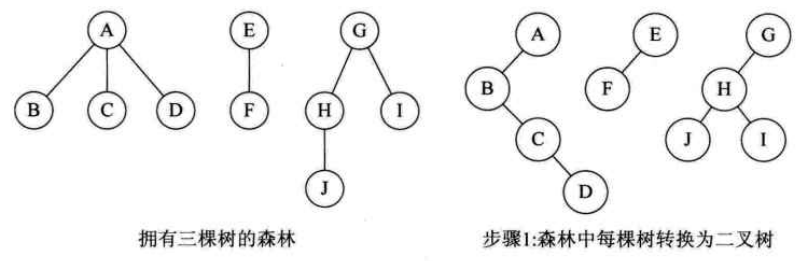 A E G A E G
B C D F H I B F H
C J I
J D
拥有三棵树的森林 步骤1:森林中每棵树转换为二叉树